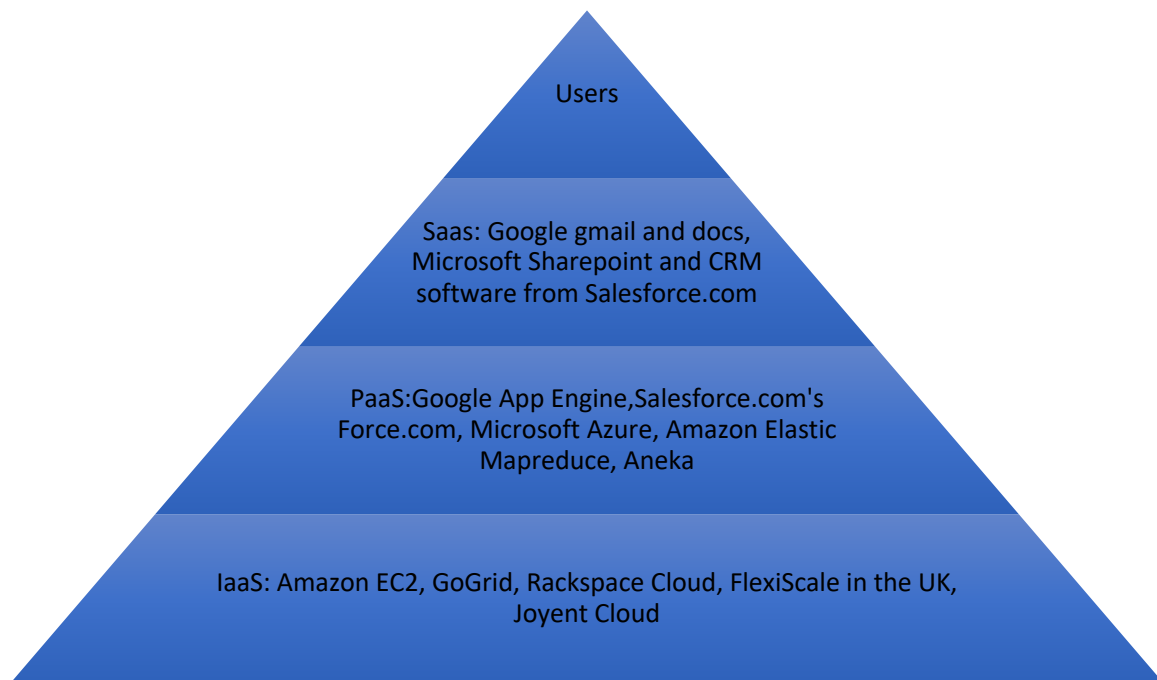 Users
Saas: Google gmail and docs,
Microsoft Sharepoint and CRM
software from Salesforce.com
PaaS:Google App Engine,Salesforce.com's
Force.com, Microsoft Azure, Amazon Elastic
Mapreduce, Aneka
IaaS: Amazon EC2, GoGrid, Rackspace Cloud, FlexiScale in the UK,
Joyent Cloud